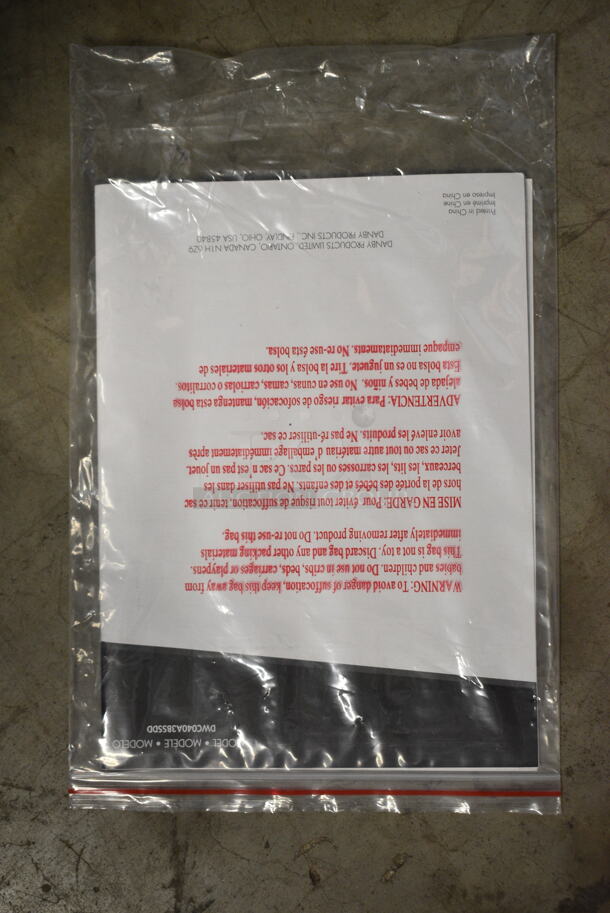 MODEL • MODÈLE • MODELO
DWC040A3BSSDD
WARNING: To avoid danger of suffocation, keep this bag away from
babies and children. Do not use in cribs, beds, carriages or playpens.
This bag is not a toy. Discard bag and any other packing materials
immediately after removing product. Do not re-use this bag.
MISE EN GARDE: Pour éviter tout risque de suffocation, tenir ce sac
hors de la portée des bébés et des enfants. Ne pas utiliser dans les
berceaux, les lits, les carrosses ou les parcs. Ce sac n'est pas un jouet.
Jeter ce sac ou tout autre matériau d'emballage immédiatement après
avoir enlevé les produits. Ne pas ré-utiliser ce sac.
ADVERTENCIA: Para evitar riesgo de sofocación, mantenga esta bolsa
alejada de bebes y niños. No use en cunas, camas, carriolas o corralitos.
Esta bolsa no es un juguete. Tire la bolsa y los otros materiales de
empaque immediataments. No re-use ésta bolsa.
DANBY PRODUCTS LIMITED, ONTARIO, CANADA N1H 6Z9
DANBY PRODUCTS INC., FINDLAY, OHIO, USA 45840
Printed in China
Imprimé en Chine
Impreso en China